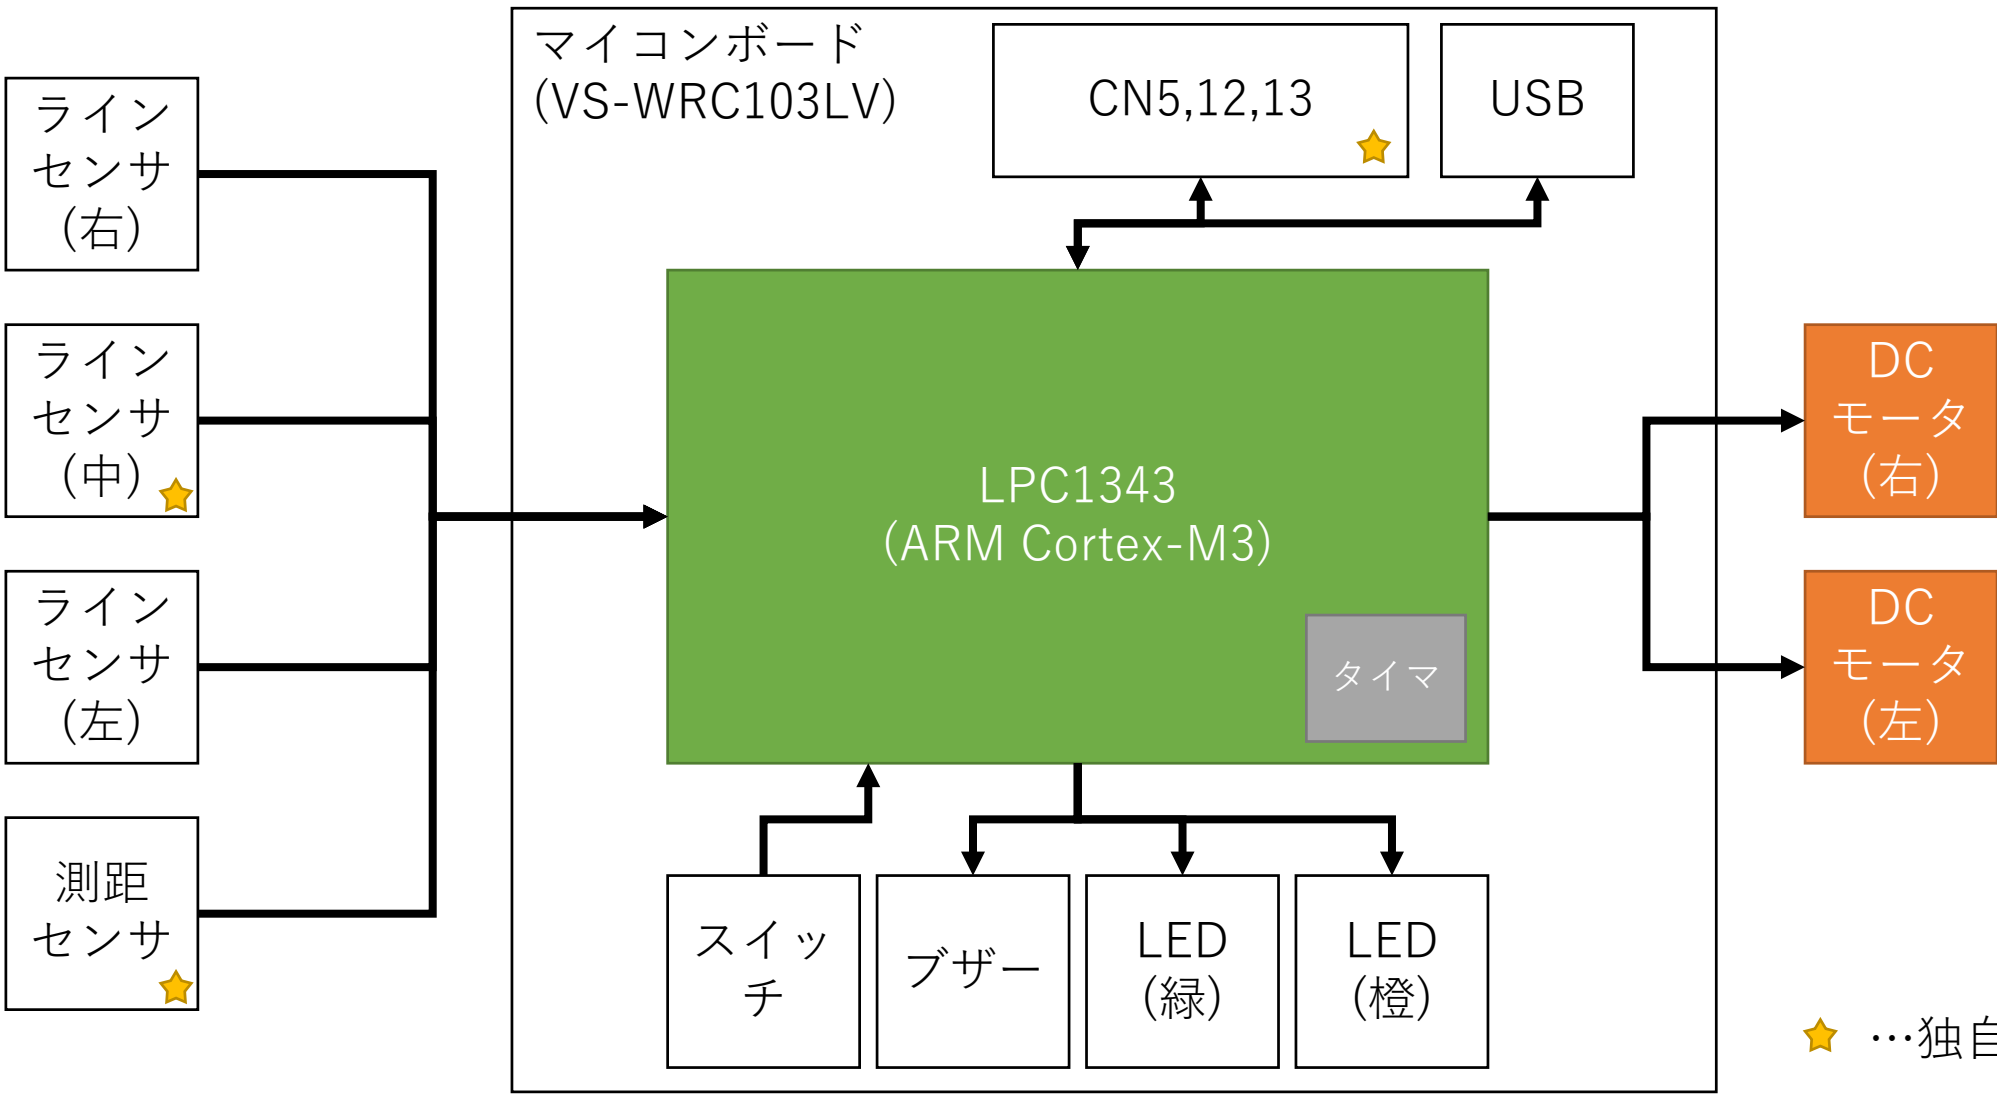 マイコンボード
(VS-WRC103LV)
CN5,12,13
USB
ライン
センサ
(右)
ライン
センサ
(中)
ライン
センサ
(左)
測距
センサ
LPC1343
(ARM Cortex-M3)
タイマ
DC
モータ
(右)
DC
モータ
(左)
スイッ
チ
ブザー
LED
(緑)
LED
(橙)
…独自